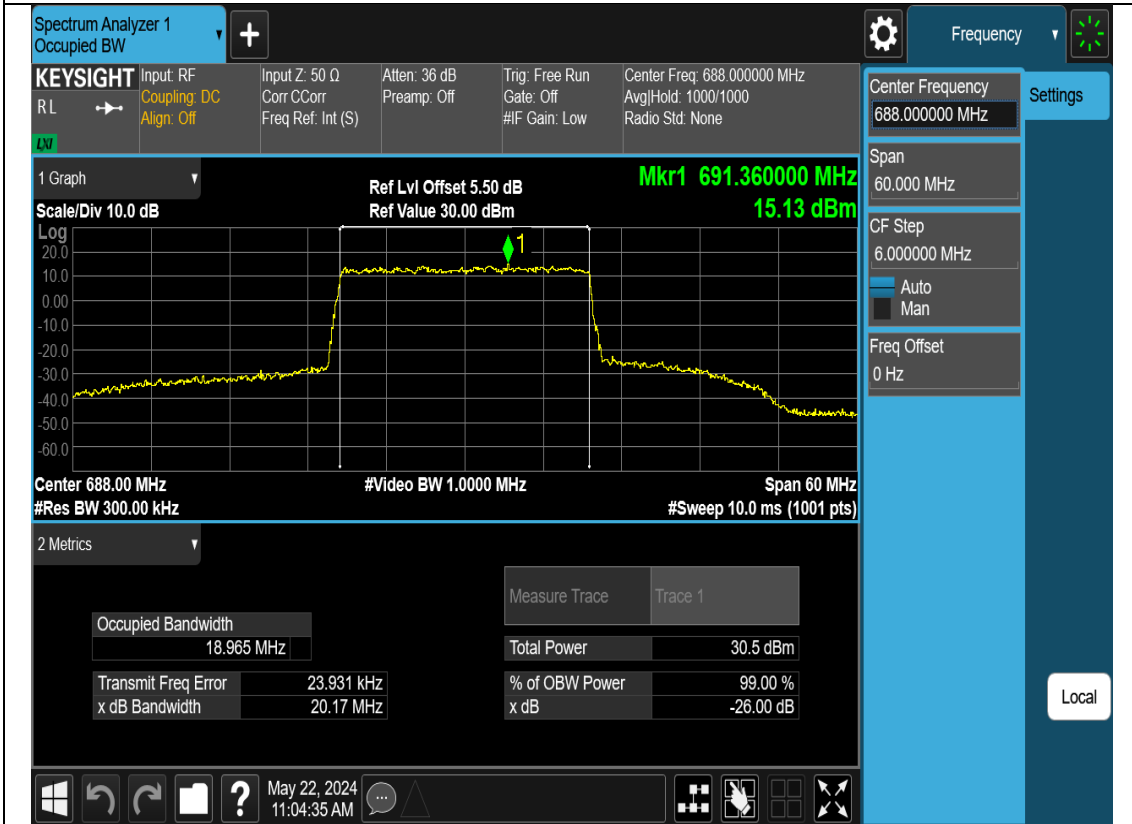 Spectrum Analyzer 1
Occupied BW
+
Frequency
KEYSIGHT
RL
LXI
Input: RF
Coupling: DC
Align: Off
Input Z: 50 Ω
Corr CCorr
Freq Ref: Int (S)
Atten: 36 dB
Preamp: Off
Trig: Free Run
Gate: Off
#IF Gain: Low
Center Freq: 688.000000 MHz
Avg|Hold: 1000/1000
Radio Std: None
Center Frequency
688.000000 MHz
Settings
Span
60.000 MHz
CF Step
6.000000 MHz
Auto
Man
Freq Offset
0 Hz
1 Graph
Scale/Div 10.0 dB
Ref Lvl Offset 5.50 dB
Ref Value 30.00 dBm
Mkr1 691.360000 MHz
15.13 dBm
Log
1
20.0
10.0
0.00
-10.0
-20.0
-30.0
-40.0
-50.0
-60.0
Center 688.00 MHz
#Video BW 1.0000 MHz
Span 60 MHz
#Res BW 300.00 kHz
#Sweep 10.0 ms (1001 pts)
2 Metrics
Measure Trace Trace 1
Occupied Bandwidth
18.965 MHz
Total Power 30.5 dBm
Transmit Freq Error 23.931 kHz
% of OBW Power 99.00 %
x dB Bandwidth 20.17 MHz
x dB -26.00 dB
Local
?
May 22, 2024
11:04:35 AM